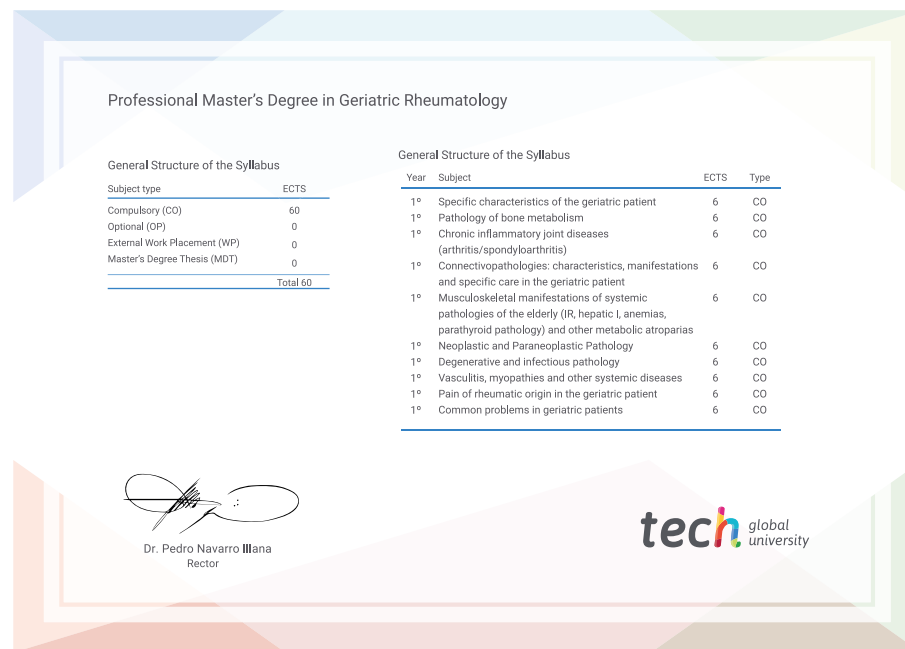 Professional Master's Degree in Geriatric Rheumatology
General Structure of the Syllabus
Subject type ECTS
Compulsory (CO) 60
Optional (OP) 0
External Work Placement (WP) 0
Master's Degree Thesis (MDT) 0
Total 60
General Structure of the Syllabus
Year Subject ECTS Type
1º Specific characteristics of the geriatric patient 6 CO
1º Pathology of bone metabolism 6 CO
1º Chronic inflammatory joint diseases 6 CO
(arthritis/spondyloarthritis)
1º Connectivopathologies: characteristics, manifestations 6 CO
and specific care in the geriatric patient
1º Musculoskeletal manifestations of systemic 6 CO
pathologies of the elderly (IR, hepatic I, anemias,
parathyroid pathology) and other metabolic atroparias
1º Neoplastic and Paraneoplastic Pathology 6 CO
1º Degenerative and infectious pathology 6 CO
1º Vasculitis, myopathies and other systemic diseases 6 CO
1º Pain of rheumatic origin in the geriatric patient 6 CO
1º Common problems in geriatric patients 6 CO
Dr. Pedro Navarro Illana
Rector
tech global
university